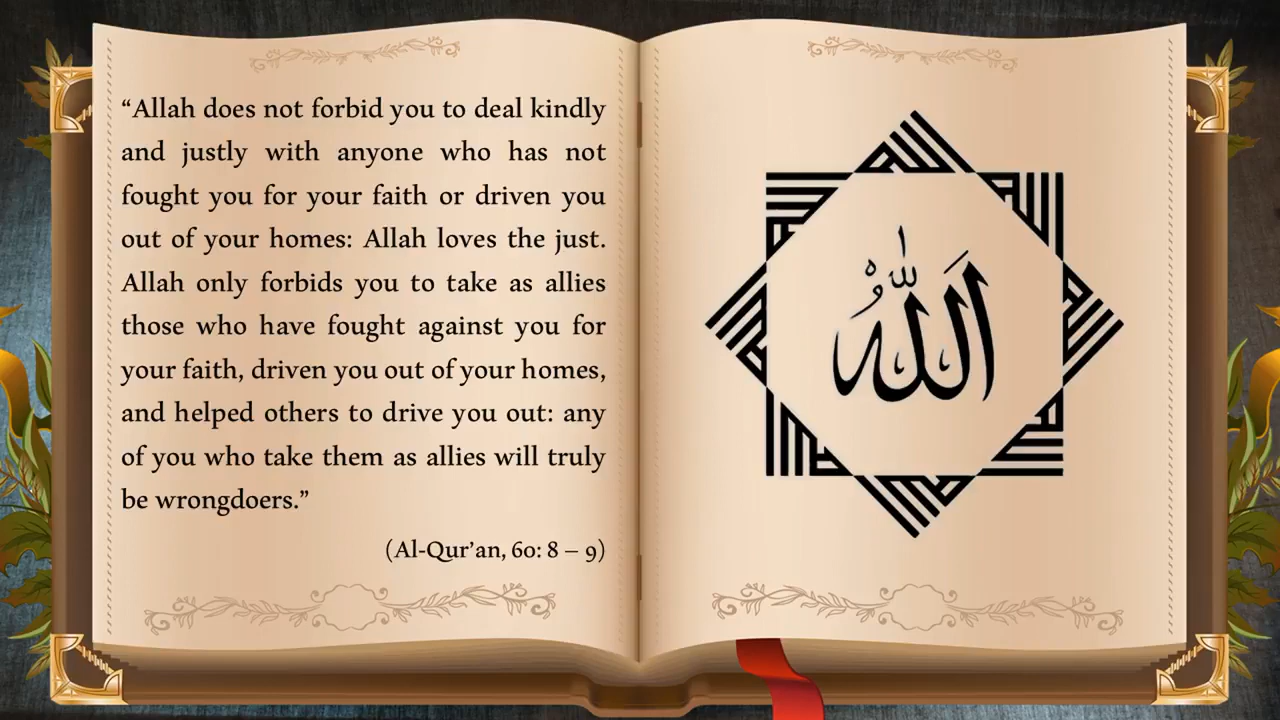 “Allah does not forbid you to deal kindly
and justly with anyone who has not
fought you for your faith or driven you
out of your homes: Allah loves the just.
Allah only forbids you to take as allies
those who have fought against you for
your faith, driven you out of your homes,
and helped others to drive you out: any
of you who take them as allies will truly
be wrongdoers.”
(Al-Qur’an, 60: 8 – 9)
اللّٰهُ